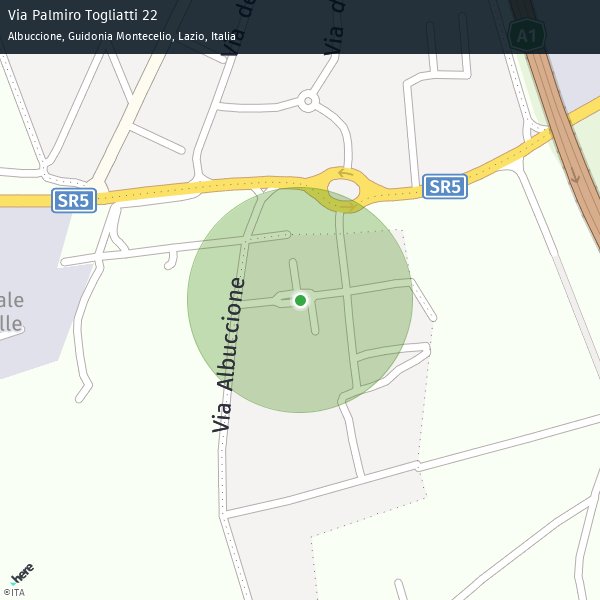 Via Palmiro Togliatti 22
Albuccione, Guidonia Montecelio, Lazio, Italia
Via de
Via d
A1
SR5
SR5
ale
lle
Via Albuccione
here
©ITA